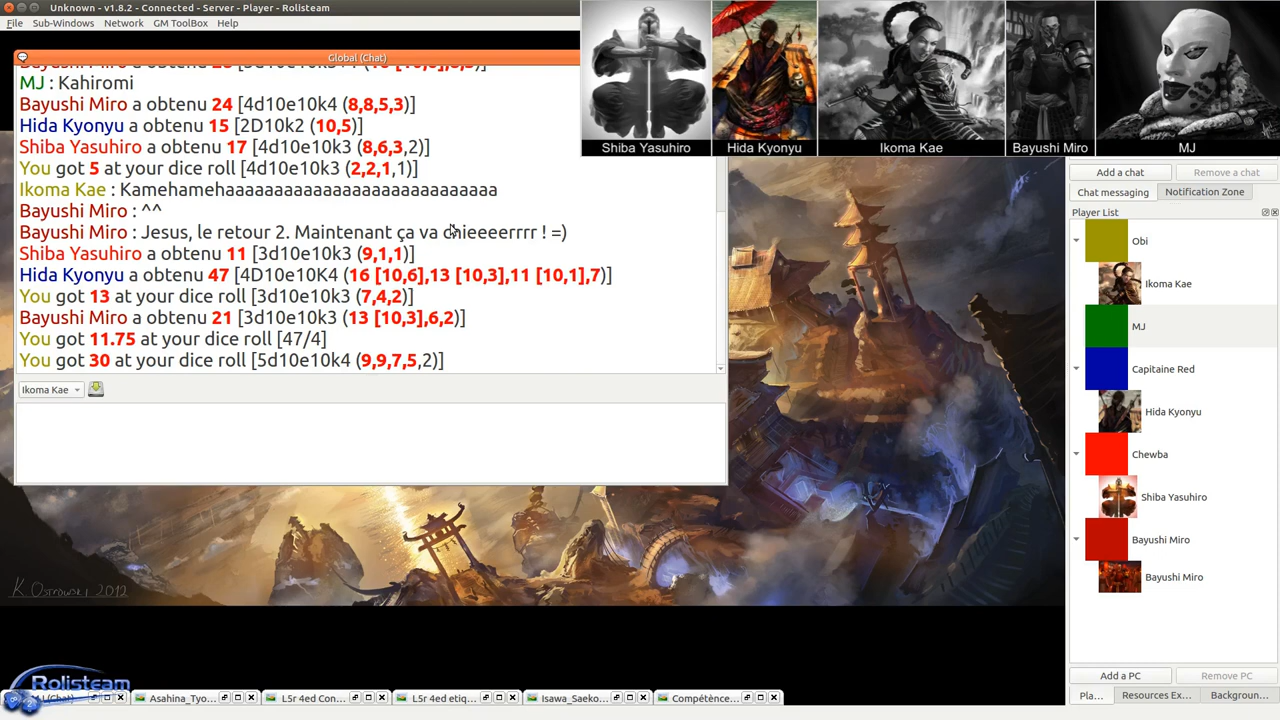 Unknown - v1.8.2 - Connected - Server - Player - Rolisteam
File Sub-Windows Network GM ToolBox Help
Global (Chat)
MJ : Kahiromi
Bayushi Miro a obtenu 24 [4d10e10k4 (8,8,5,3)]
Hida Kyonyu a obtenu 15 [2D10k2 (10,5)]
Shiba Yasuhiro a obtenu 17 [4d10e10k3 (8,6,3,2)]
You got 5 at your dice roll [4d10e10k3 (2,2,1,1)]
Ikoma Kae : Kamehamehaaaaaaaaaaaaaaaaaaaaaaaaaaa
Bayushi Miro : ^^
Bayushi Miro : Jesus, le retour 2. Maintenant ça va chieeeerrrr ! =)
Shiba Yasuhiro a obtenu 11 [3d10e10k3 (9,1,1)]
Hida Kyonyu a obtenu 47 [4D10e10K4 (16 [10,6],13 [10,3],11 [10,1],7)]
You got 13 at your dice roll [3d10e10k3 (7,4,2)]
Bayushi Miro a obtenu 21 [3d10e10k3 (13 [10,3],6,2)]
You got 11.75 at your dice roll [47/4]
You got 30 at your dice roll [5d10e10k4 (9,9,7,5,2)]
Ikoma Kae
Shiba Yasuhiro
Hida Kyonyu
Ikoma Kae
Bayushi Miro
MJ
Add a chat Remove a chat
Chat messaging Notification Zone
Player List
Obi
Ikoma Kae
MJ
Capitaine Red
Hida Kyonyu
Chewba
Shiba Yasuhiro
Bayushi Miro
Bayushi Miro
Add a PC Remove PC
Pla... Resources Ex... Backgroun...
K Ostrowski 2012
Rolisteam
(Chat) Asahina_Tyo... L5r 4ed Con... L5r 4ed etiq... Isawa_Saeko... Compétence...